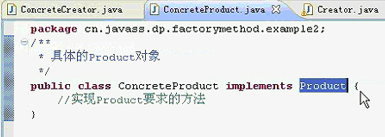 ConcreteCreator.java ConcreteProduct.java Creator.java
package cn.javass.dp.factorymethod.example2;
/**
* 具体的Product对象
*/
public class ConcreteProduct implements Product {
//实现Product要求的方法
}